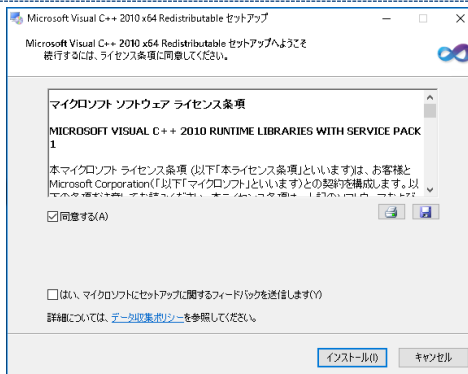 Microsoft Visual C++ 2010 x64 Redistributable セットアップ
Microsoft Visual C++ 2010 x64 Redistributable セットアップへようこそ
続行するには、ライセンス条項に同意してください。
マイクロソフト ソフトウェア ライセンス条項
MICROSOFT VISUAL C++ 2010 RUNTIME LIBRARIES WITH SERVICE PACK
1
本マイクロソフト ライセンス条項 (以下「本ライセンス条項」といいます)は、お客様と
Microsoft Corporation(「以下「マイクロソフト」といいます)との契約を構成します。以
同意する(A)
はい、マイクロソフトにセットアップに関するフィードバックを送信します(Y)
詳細については、データ収集ポリシーを参照してください。
インストール(I)
キャンセル